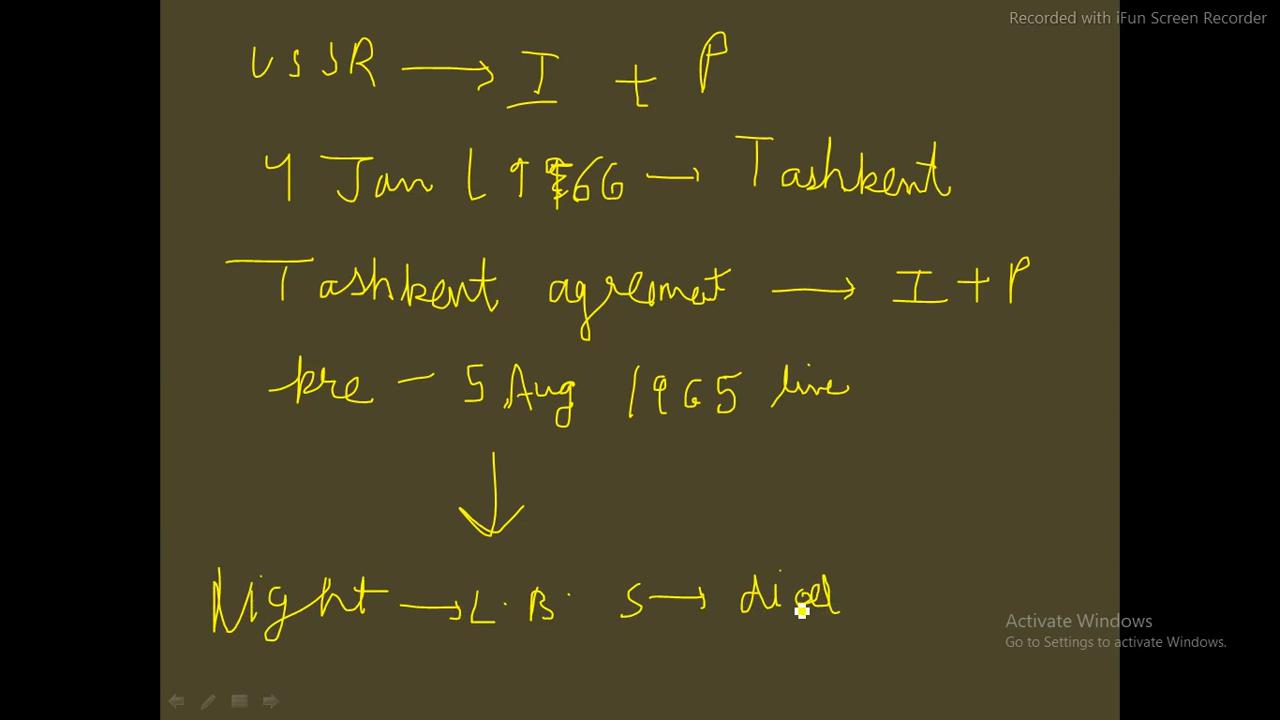 Recorded with iFun Screen Recorder
USSR → I + P
4 Jan 1966 → Tashkent
Tashkent agreement → I + P
pre - 5 Aug 1965 line
↓
Night → L. B. S → died
Activate Windows
Go to Settings to activate Windows.